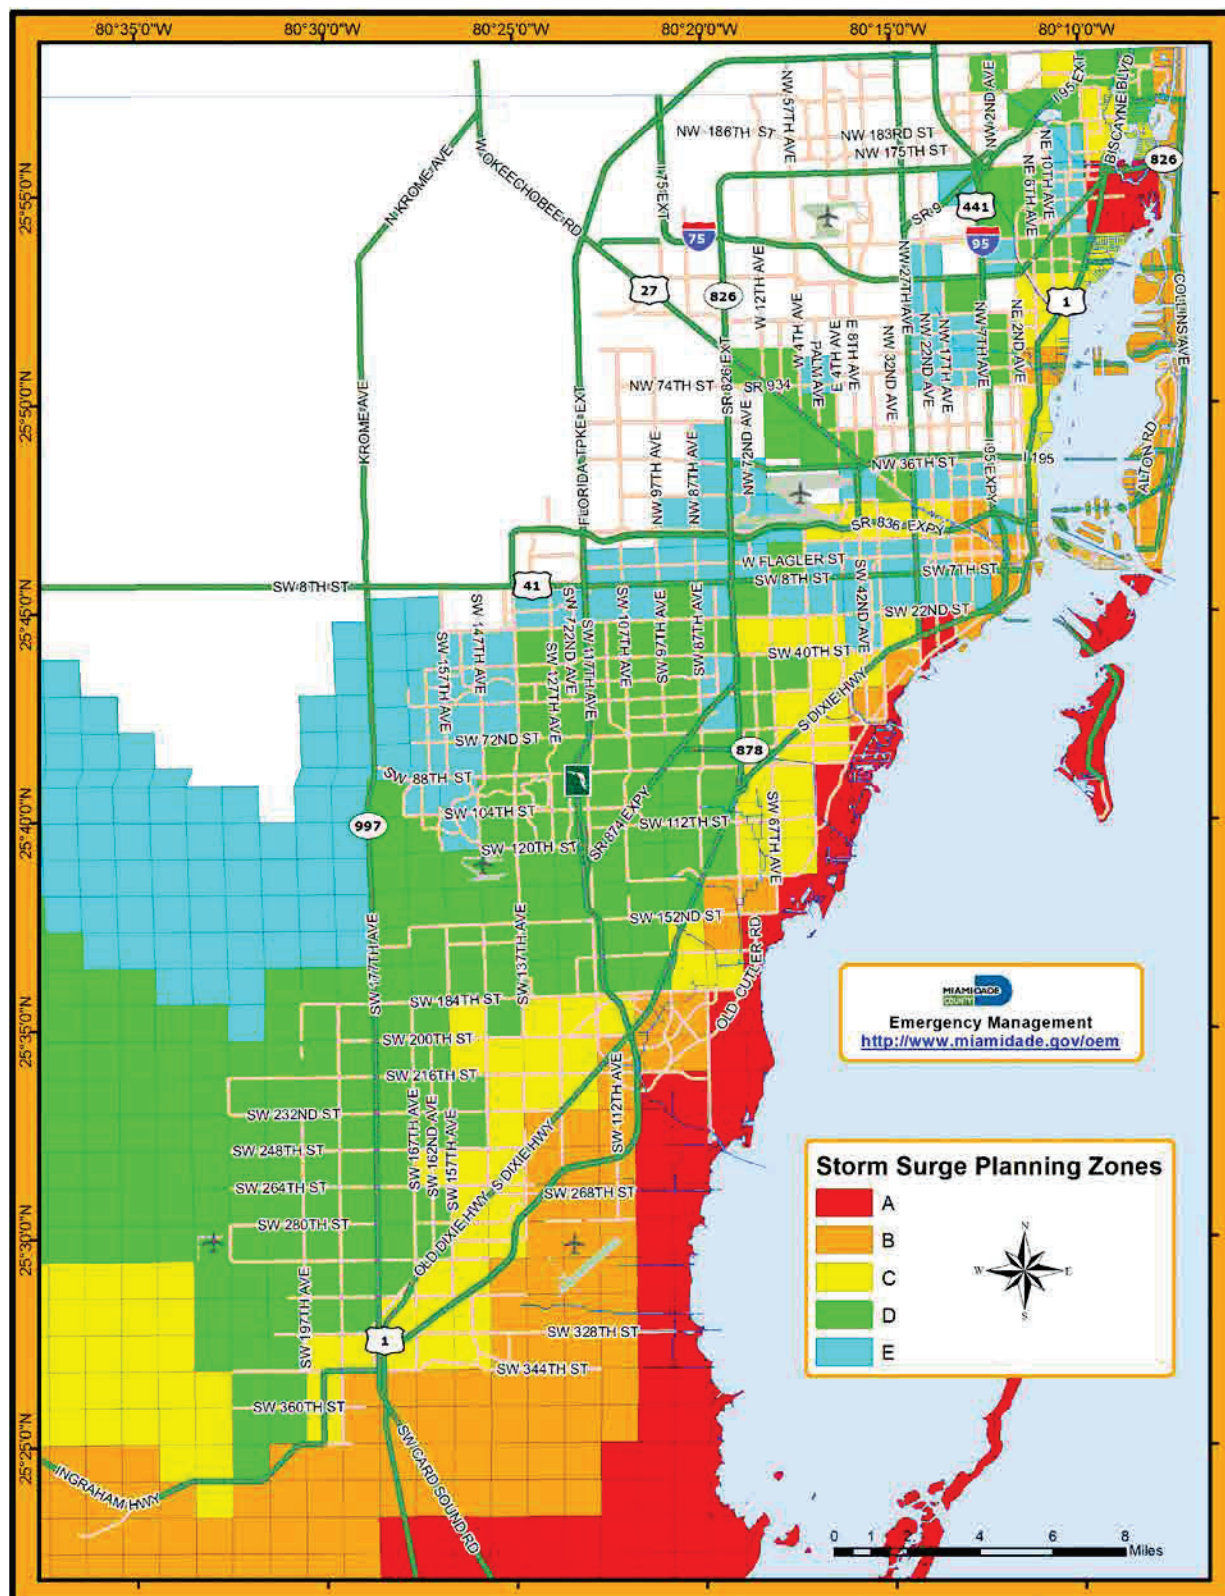 80°35'0"W
80°30'0"W
80°25'0"W
80°20'0"W
80°15'0"W
80°10'0"W
25°55'0"N
25°50'0"N
25°45'0"N
25°40'0"N
25°35'0"N
25°30'0"N
25°25'0"N
N KROME AVE
W OKEECHOBEE RD
I 75 EXT
NW 57TH AVE
NW 186TH ST
NW 183RD ST
NW 175TH ST
NW 2ND AVE
I 95 EXT
NE 10TH AVE
NE 6TH AVE
BISCAYNE BLVD
826
441
SR 9
75
95
27
826
1
W 12TH AVE
NW 27TH AVE
COLLINS AVE
KROME AVE
FLORIDA TPKE EXT
SR 826 EXT
W 4TH AVE
PALM AVE
E 4TH AVE
E 8TH AVE
NW 32ND AVE
NW 22ND AVE
NW 17TH AVE
NW 7TH AVE
NE 2ND AVE
NW 74TH ST
SR 934
NW 97TH AVE
NW 87TH AVE
NW 72ND AVE
NW 36TH ST
I 95 EXPY
I 195
ALTON RD
SR 836 EXPY
W FLAGLER ST
SW 8TH ST
41
SW 8TH ST
SW 7TH ST
SW 42ND AVE
SW 22ND ST
SW 157TH AVE
SW 147TH AVE
SW 127TH AVE
SW 117TH AVE
SW 107TH AVE
SW 97TH AVE
SW 87TH AVE
SW 40TH ST
S DIXIE HWY
SW 72ND ST
878
SW 88TH ST
SW 104TH ST
SR 874 EXPY
SW 112TH ST
SW 67TH AVE
997
SW 120TH ST
SW 152ND ST
SW 177TH AVE
SW 137TH AVE
OLD CUTLER RD
SW 184TH ST
SW 200TH ST
SW 216TH ST
SW 112TH AVE
SW 232ND ST
SW 167TH AVE
SW 162ND AVE
SW 157TH AVE
SW 248TH ST
SW 264TH ST
S DIXIE HWY
SW 268TH ST
SW 280TH ST
OLD DIXIE HWY
SW 197TH AVE
1
SW 328TH ST
SW 344TH ST
SW 360TH ST
SW CARD SOUND RD
INGRAHAM HWY
MIAMI-DADE
COUNTY
Emergency Management
http://www.miamidade.gov/oem
Storm Surge Planning Zones
A
B
C
D
E
N
W
E
S
0 1 2 4 6 8
Miles